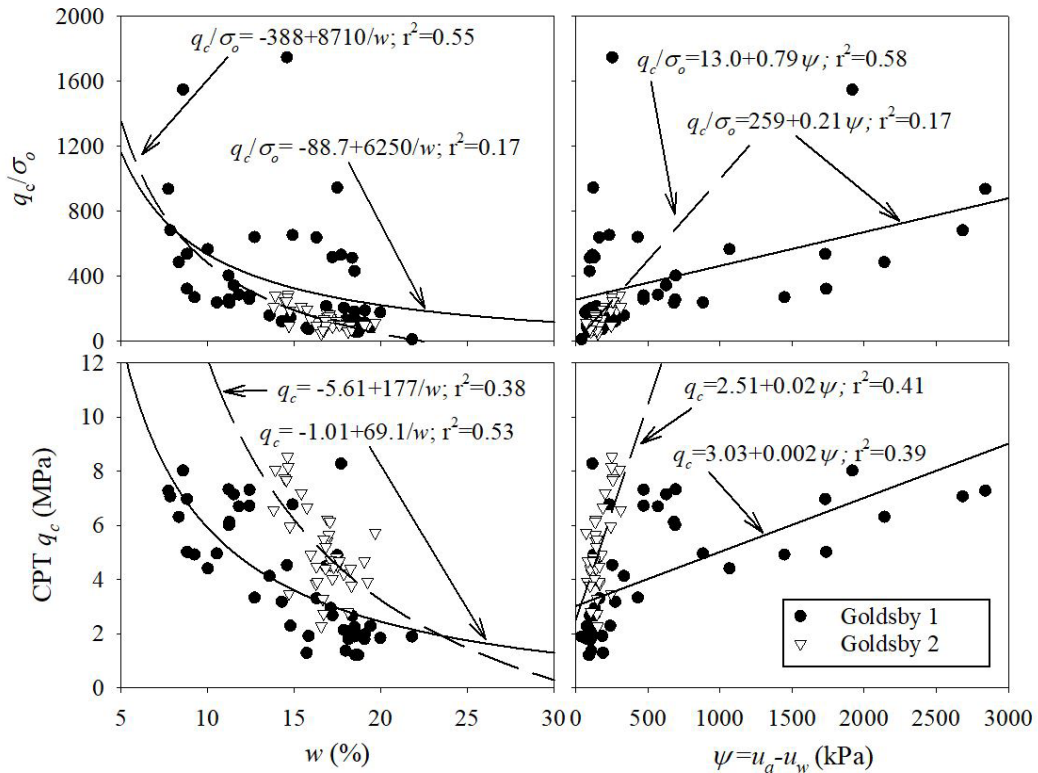 2000
1600
1200
800
400
0
q_c/σ_o
q_c/σ_o= -388+8710/w; r²=0.55
q_c/σ_o= -88.7+6250/w; r²=0.17
q_c/σ_o=13.0+0.79ψ; r²=0.58
q_c/σ_o=259+0.21ψ; r²=0.17
12
10
8
6
4
2
0
CPT q_c (MPa)
q_c= -5.61+177/w; r²=0.38
q_c= -1.01+69.1/w; r²=0.53
q_c=2.51+0.02ψ; r²=0.41
q_c=3.03+0.002ψ; r²=0.39
Goldsby 1
Goldsby 2
5 10 15 20 25 30
0 500 1000 1500 2000 2500 3000
w (%)
ψ=u_a-u_w (kPa)